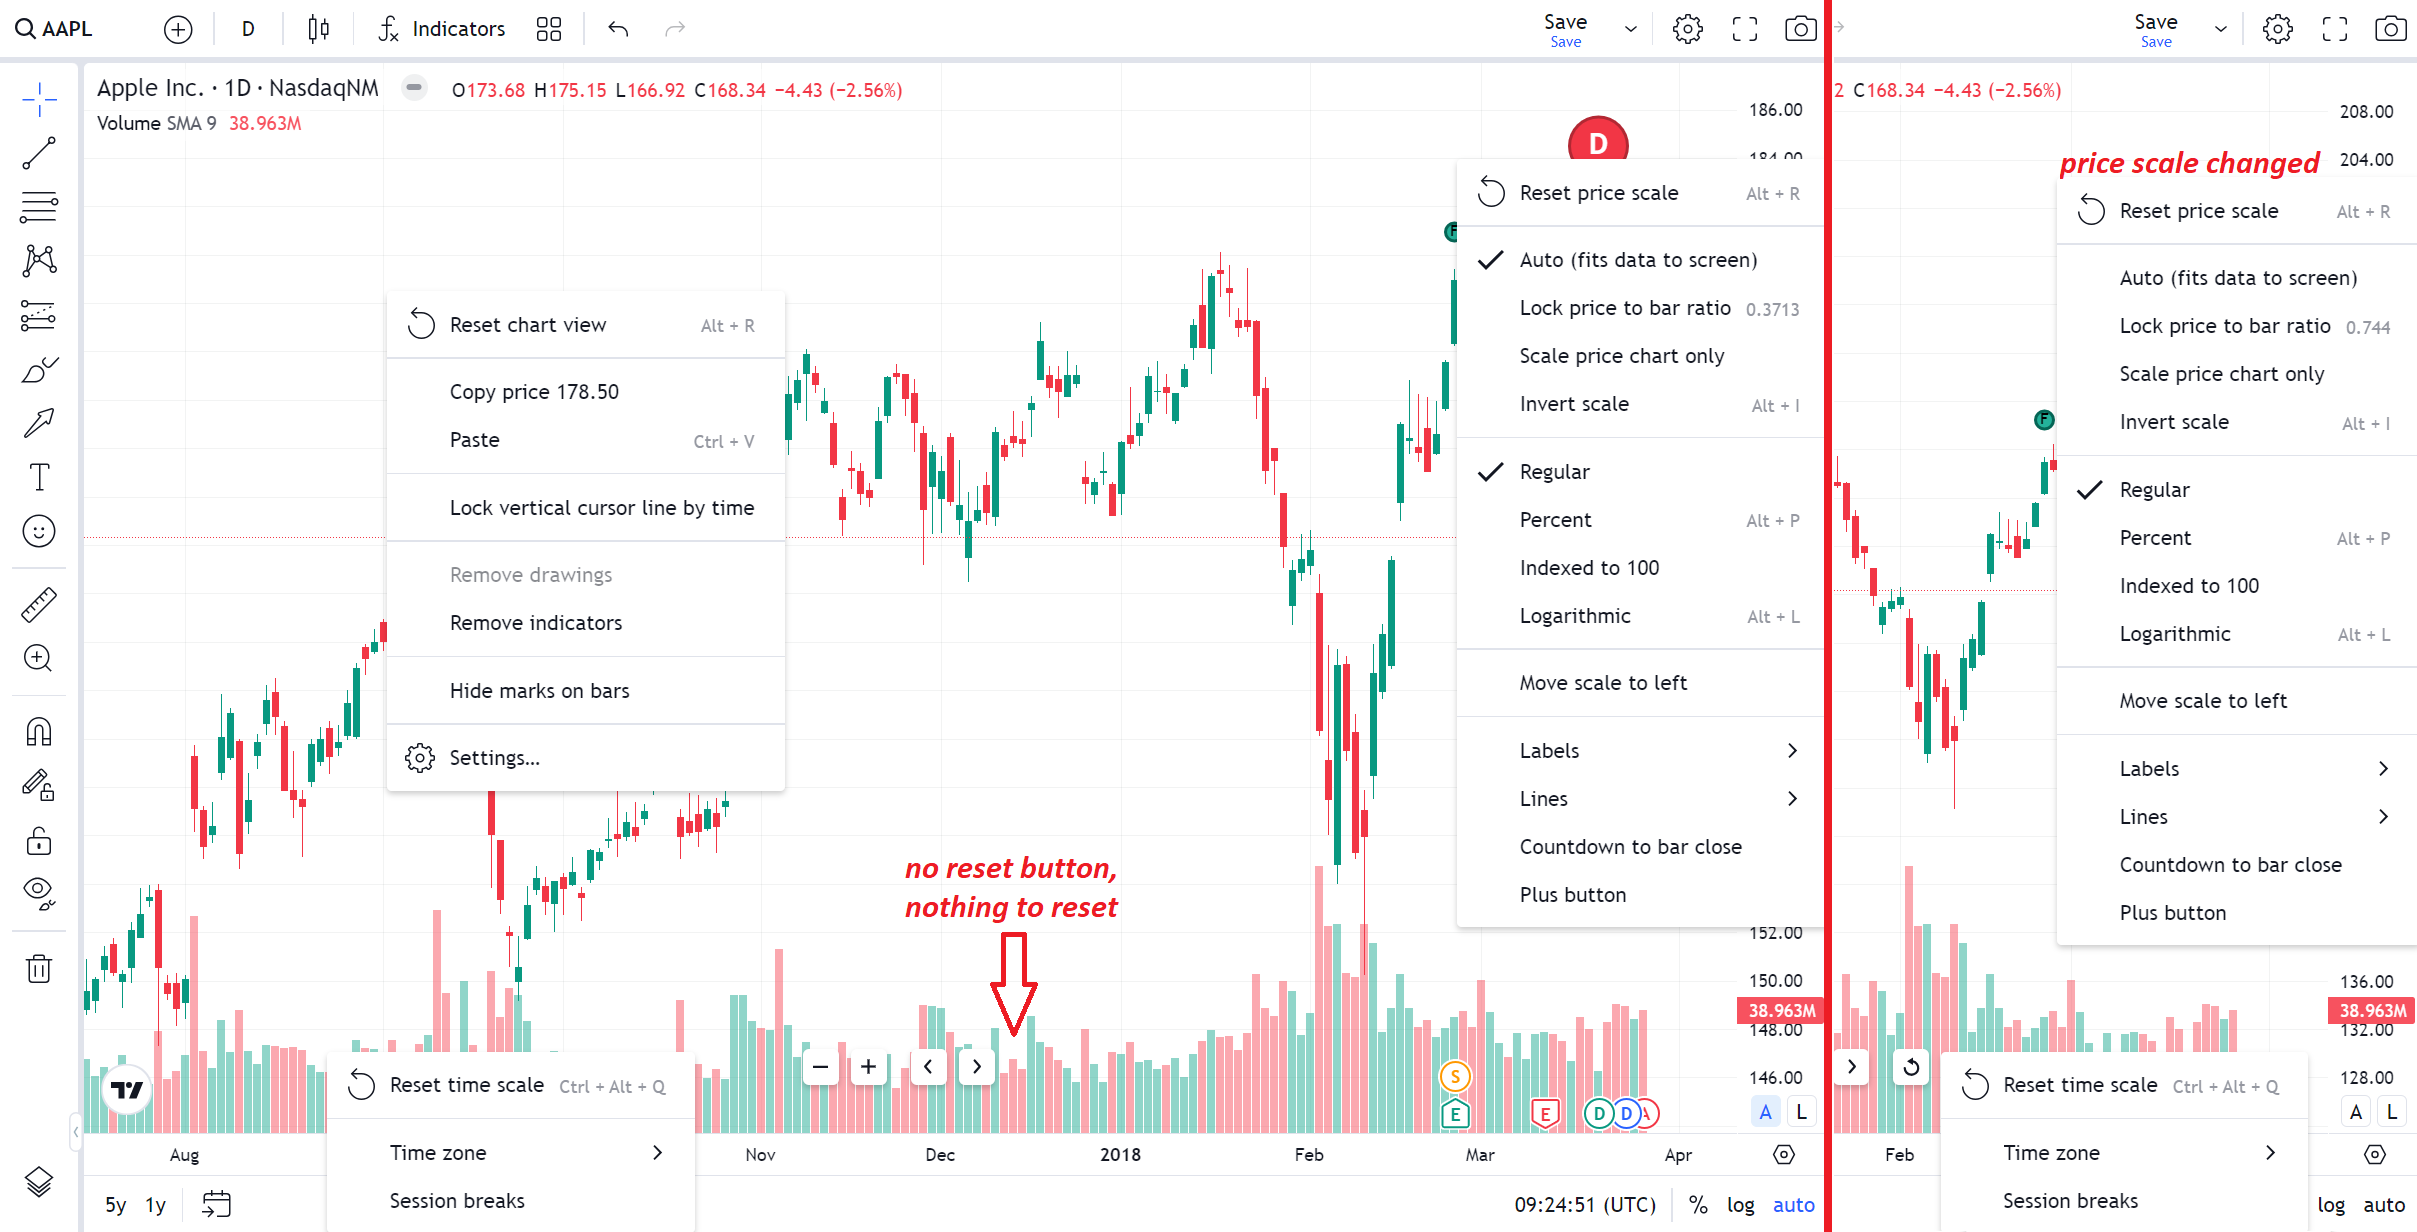 AAPL
D
Indicators
Save
Save
Apple Inc. · 1D · NasdaqNM
O173.68 H175.15 L166.92 C168.34 −4.43 (−2.56%)
Volume SMA 9 38.963M
186.00
184.00
D
F
Reset price scale Alt + R
Auto (fits data to screen)
Lock price to bar ratio 0.3713
Scale price chart only
Invert scale Alt + I
Regular
Percent Alt + P
Indexed to 100
Logarithmic Alt + L
Move scale to left
Labels
Lines
Countdown to bar close
Plus button
Reset chart view Alt + R
Copy price 178.50
Paste Ctrl + V
Lock vertical cursor line by time
Remove drawings
Remove indicators
Hide marks on bars
Settings...
no reset button,
nothing to reset
152.00
150.00
38.963M
148.00
146.00
S
E
E
D
D
A
A
L
Reset time scale Ctrl + Alt + Q
Time zone
Session breaks
Aug
Nov
Dec
2018
Feb
Mar
Apr
5y 1y
09:24:51 (UTC) % log auto
Save
Save
2 C168.34 −4.43 (−2.56%)
208.00
204.00
price scale changed
F
Reset price scale Alt + R
Auto (fits data to screen)
Lock price to bar ratio 0.744
Scale price chart only
Invert scale Alt + I
Regular
Percent Alt + P
Indexed to 100
Logarithmic Alt + L
Move scale to left
Labels
Lines
Countdown to bar close
Plus button
136.00
38.963M
132.00
128.00
A
L
Reset time scale Ctrl + Alt + Q
Time zone
Session breaks
Feb
log auto